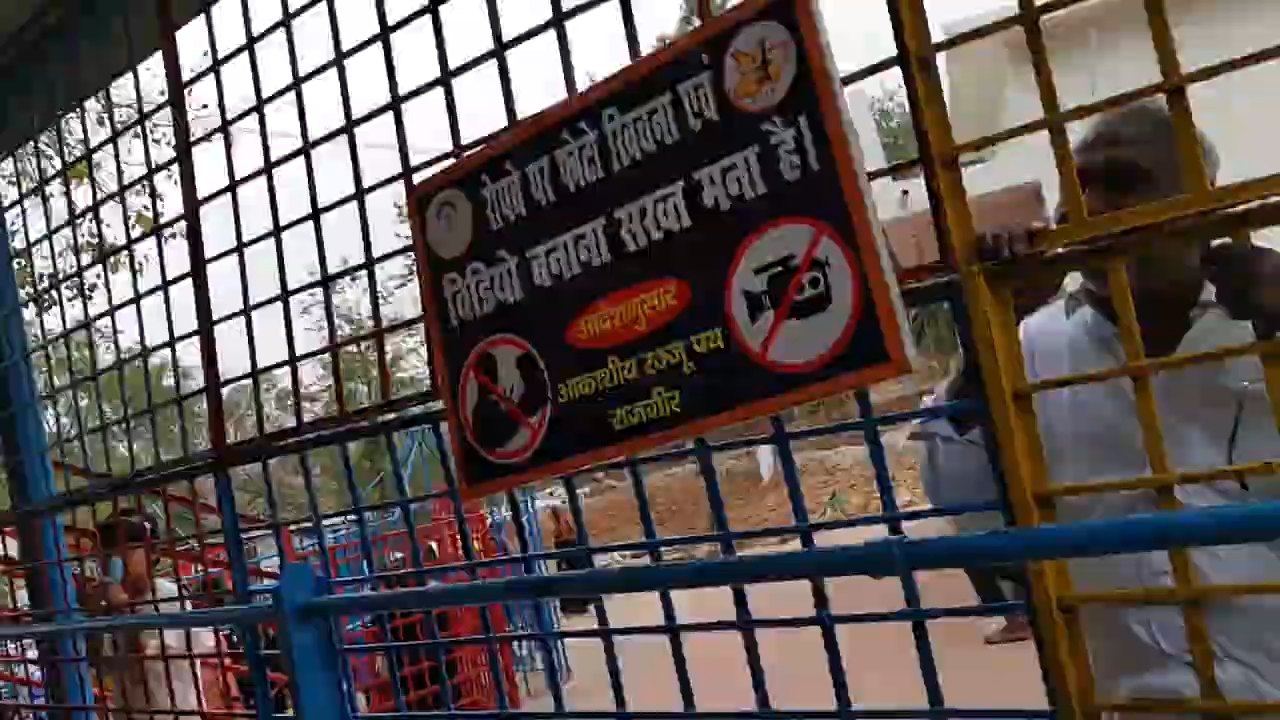 रोपवे पर फोटो खिचना एवं
विडियो बनाना सख्त मना है।
आदेशानुसार
आकाशीय रज्जू पथ
राजगीर